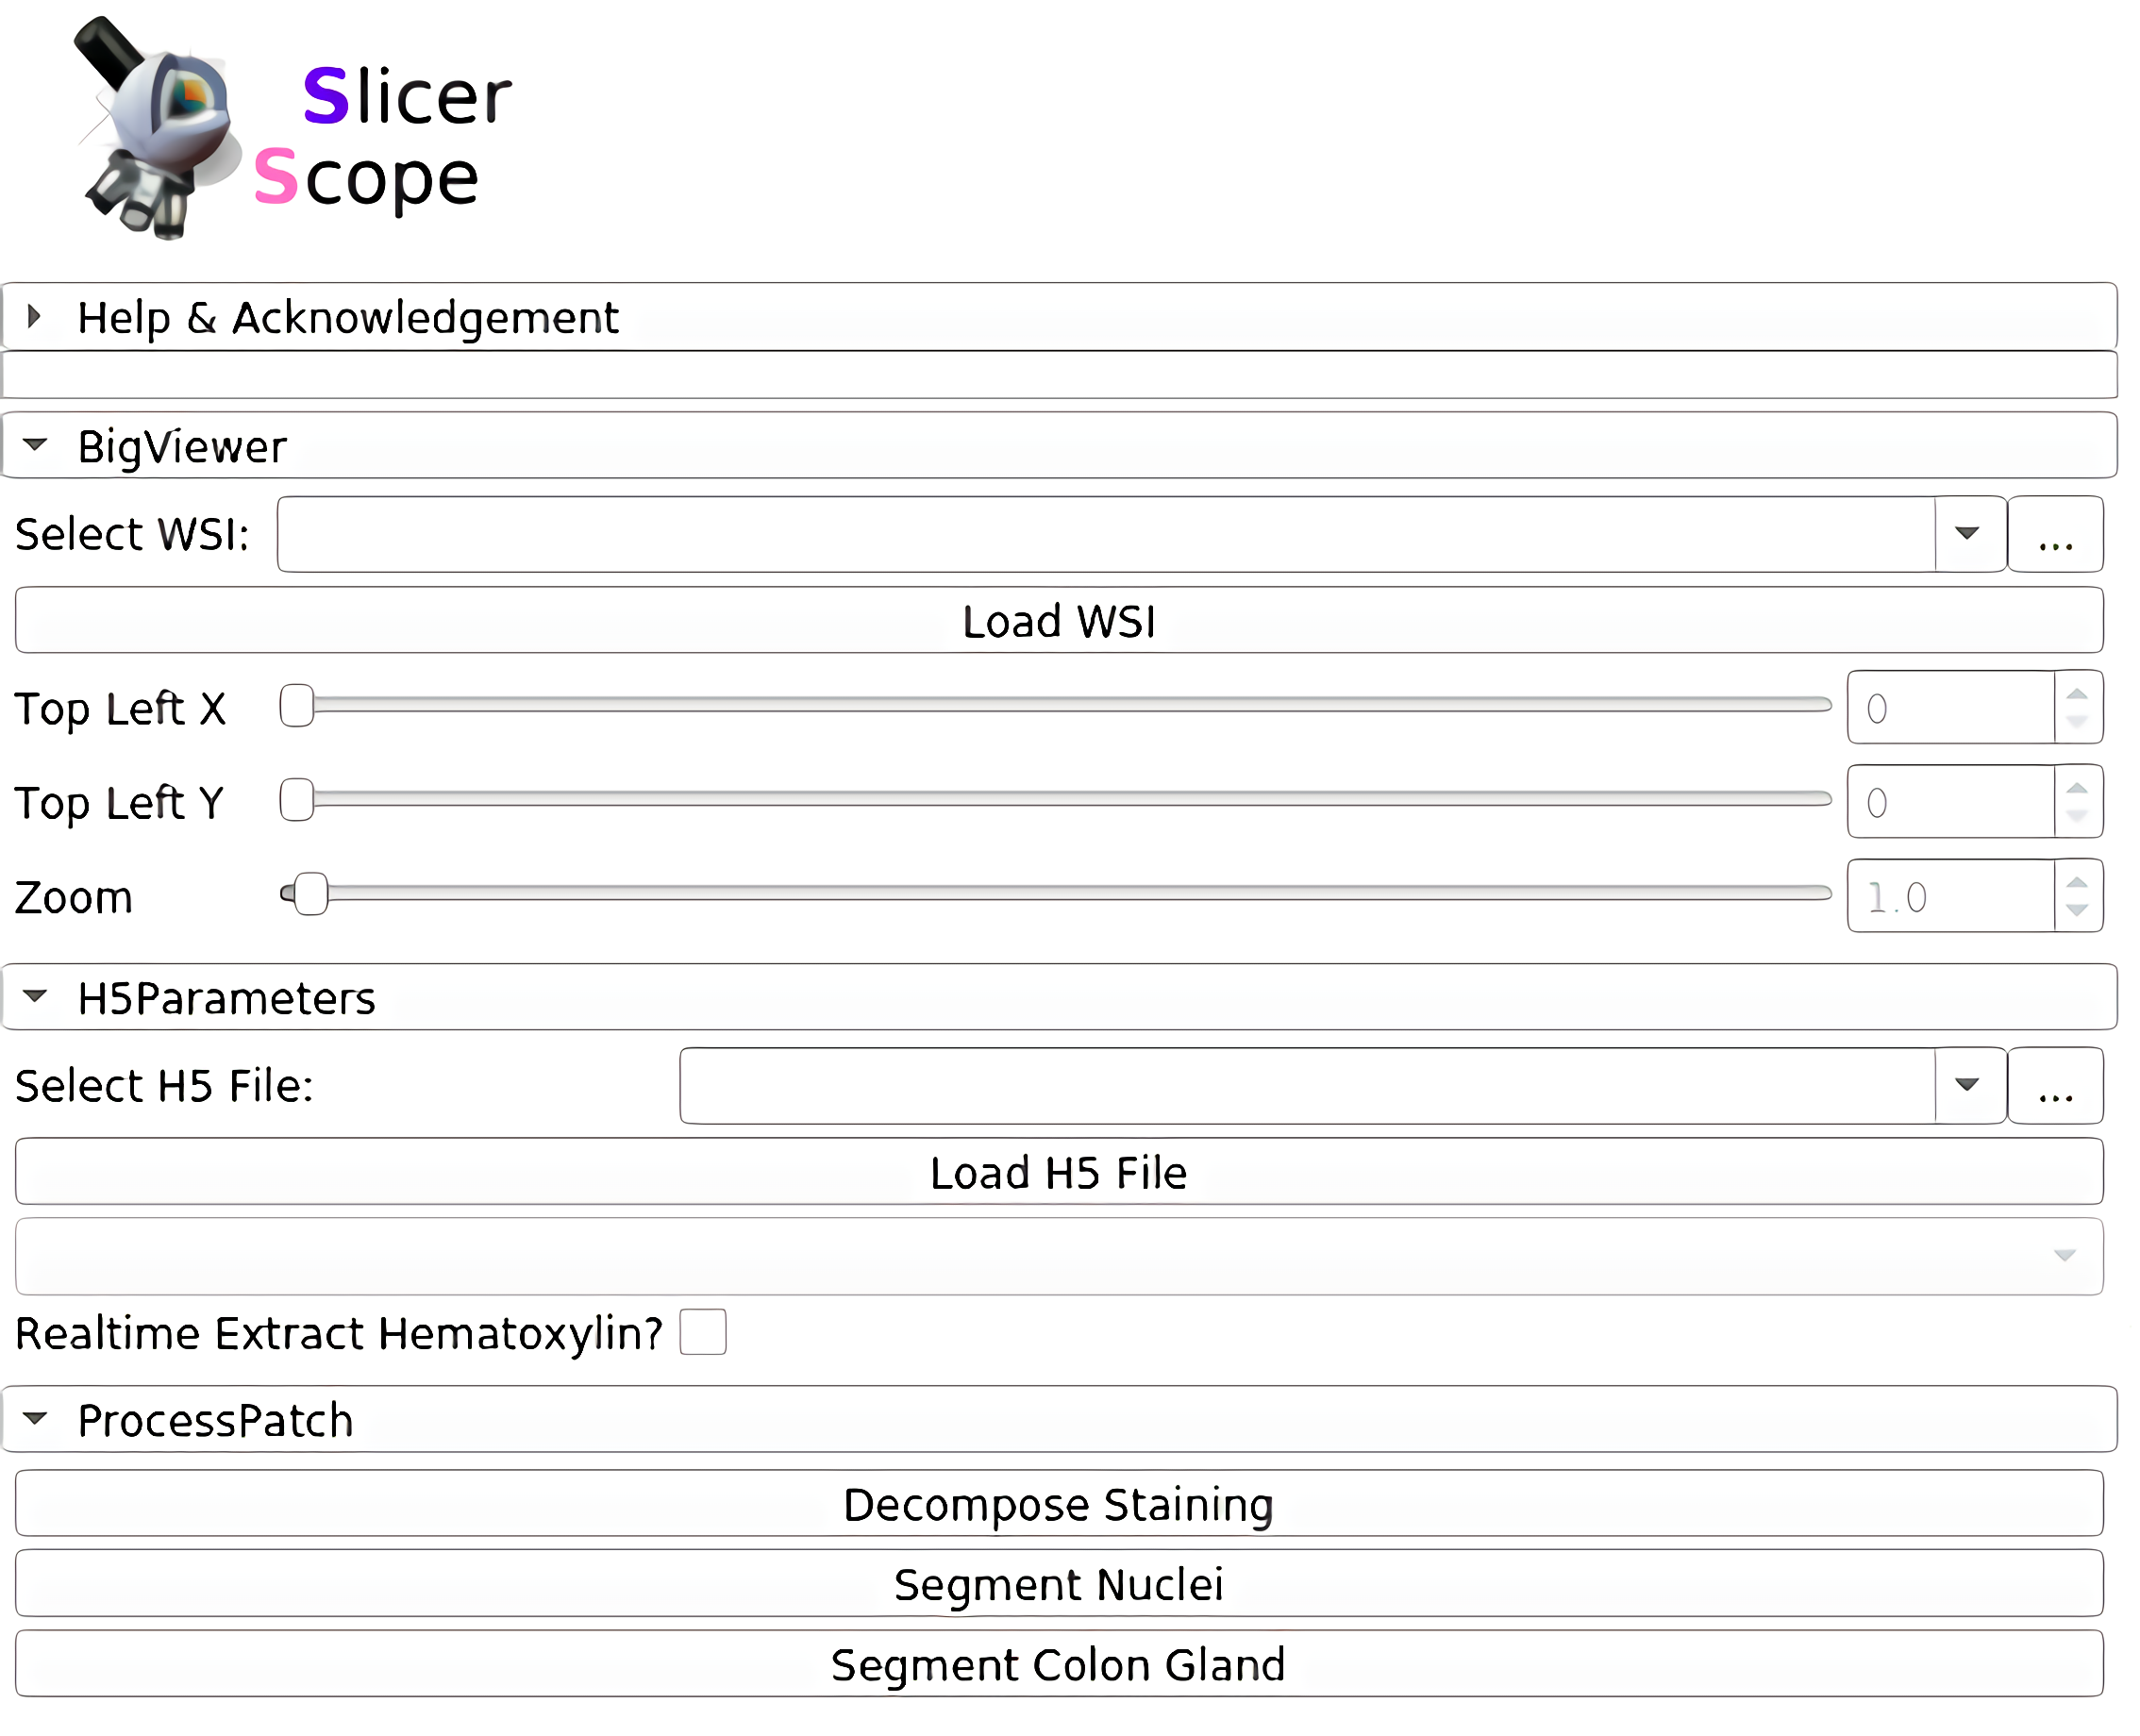 Slicer
Scope
Help & Acknowledgement
BigViewer
Select WSI: ...
Load WSI
Top Left X 0
Top Left Y 0
Zoom 1.0
H5Parameters
Select H5 File: ...
Load H5 File
Realtime Extract Hematoxylin?
ProcessPatch
Decompose Staining
Segment Nuclei
Segment Colon Gland